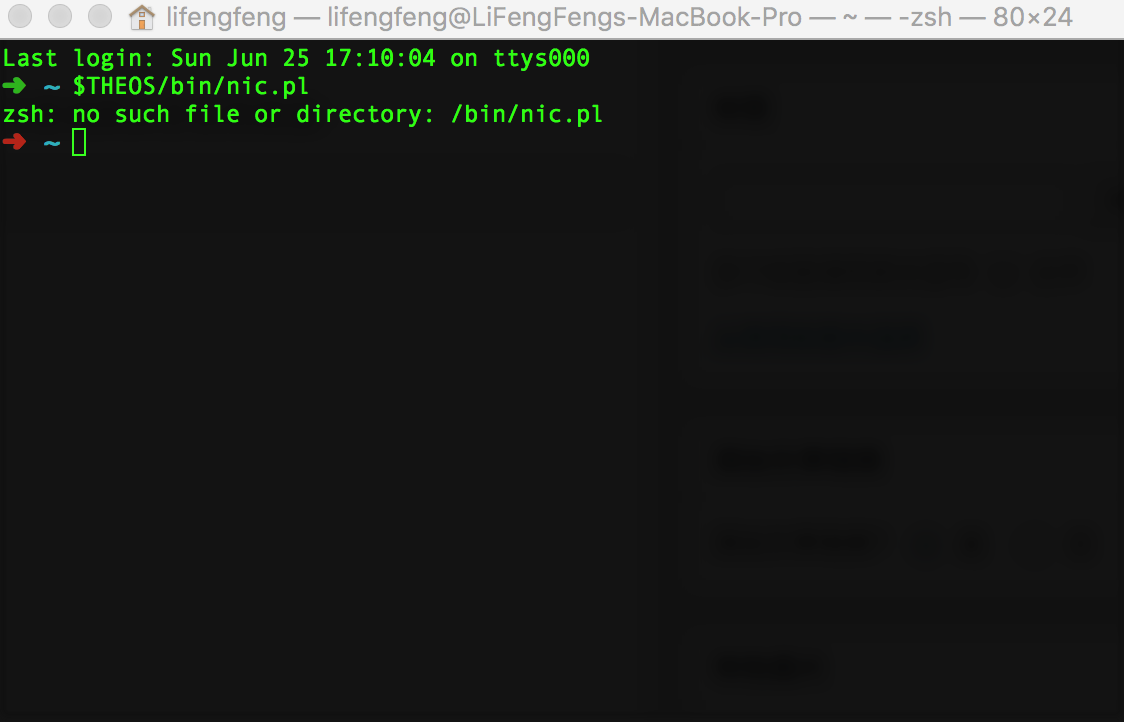 lifengfeng — lifengfeng@LiFengFengs-MacBook-Pro — ~ — -zsh — 80×24
Last login: Sun Jun 25 17:10:04 on ttys000
➜ ~ $THEOS/bin/nic.pl
zsh: no such file or directory: /bin/nic.pl
➜ ~